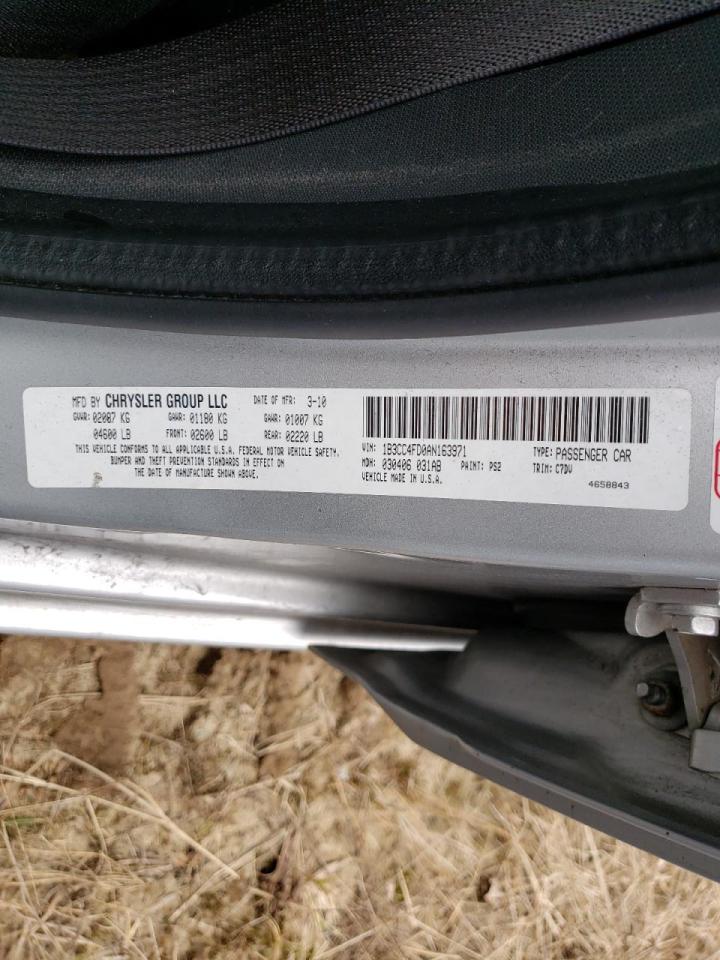 MFD BY CHRYSLER GROUP LLC DATE OF MFR: 3-10
GVWR: 02087 KG GAWR: 01180 KG GAWR: 01007 KG
04600 LB FRONT: 02600 LB REAR: 02220 LB
THIS VEHICLE CONFORMS TO ALL APPLICABLE U.S.A. FEDERAL MOTOR VEHICLE SAFETY,
BUMPER AND THEFT PREVENTION STANDARDS IN EFFECT ON
THE DATE OF MANUFACTURE SHOWN ABOVE.
VIN: 1B3CC4FD0AN163971 TYPE: PASSENGER CAR
MDH: 030406 031AB PAINT: PS2 TRIM: C7DV
VEHICLE MADE IN U.S.A. 4658843